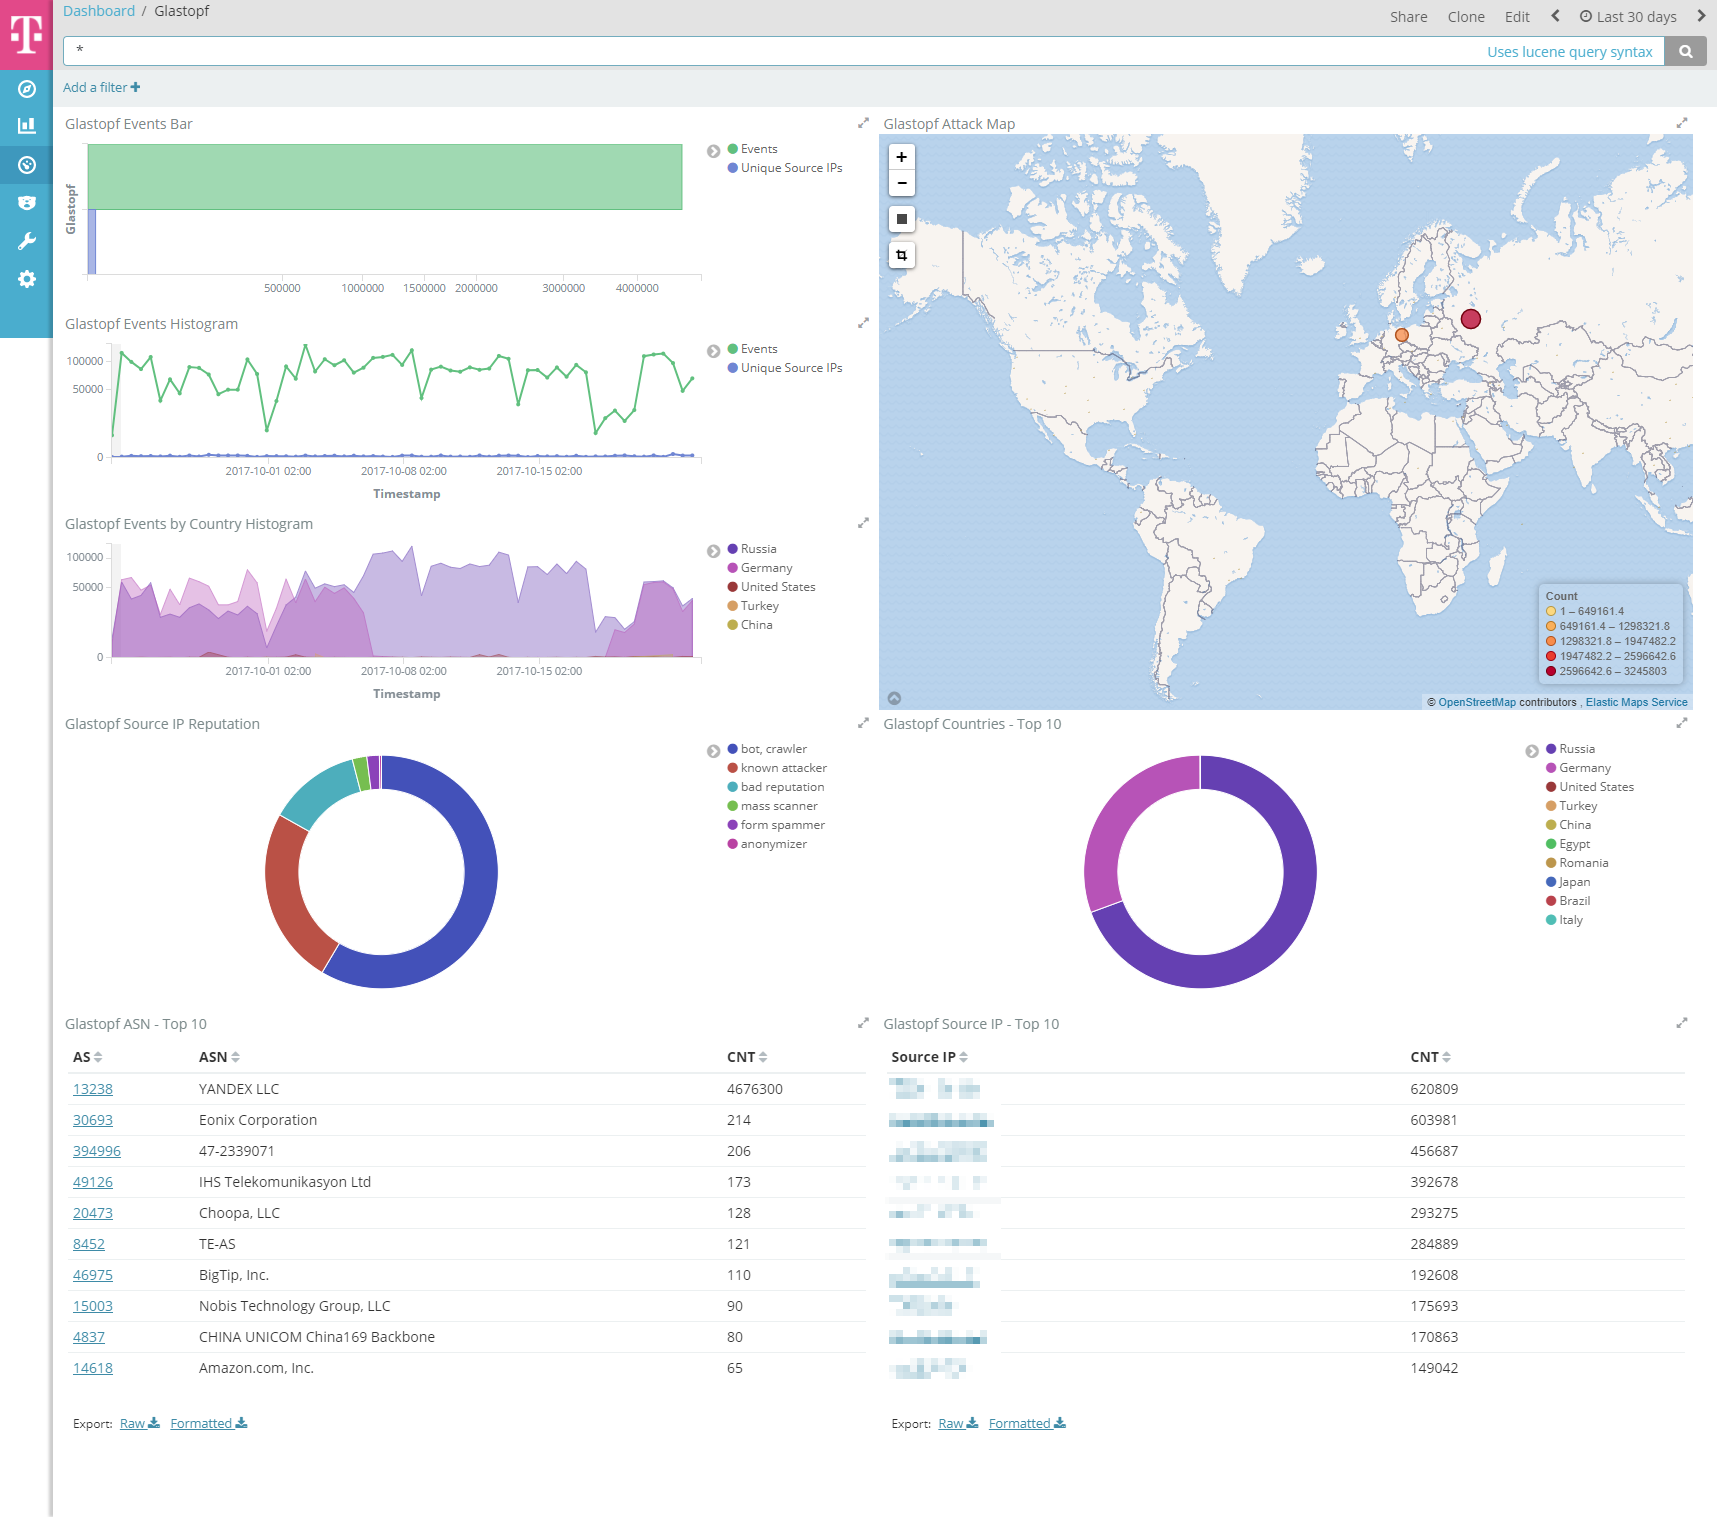 T
Dashboard / Glastopf
Share Clone Edit Last 30 days
*
Uses lucene query syntax
Add a filter
Glastopf Events Bar
Glastopf
500000 1000000 1500000 2000000 3000000 4000000
Events
Unique Source IPs
Glastopf Attack Map
+
−
Count
1 – 649161.4
649161.4 – 1298321.8
1298321.8 – 1947482.2
1947482.2 – 2596642.6
2596642.6 – 3245803
© OpenStreetMap contributors , Elastic Maps Service
Glastopf Events Histogram
100000
50000
0
2017-10-01 02:00 2017-10-08 02:00 2017-10-15 02:00
Timestamp
Events
Unique Source IPs
Glastopf Events by Country Histogram
100000
50000
0
2017-10-01 02:00 2017-10-08 02:00 2017-10-15 02:00
Timestamp
Russia
Germany
United States
Turkey
China
Glastopf Source IP Reputation
bot, crawler
known attacker
bad reputation
mass scanner
form spammer
anonymizer
Glastopf Countries - Top 10
Russia
Germany
United States
Turkey
China
Egypt
Romania
Japan
Brazil
Italy
Glastopf ASN - Top 10
AS ASN CNT
13238 YANDEX LLC 4676300
30693 Eonix Corporation 214
394996 47-2339071 206
49126 IHS Telekomunikasyon Ltd 173
20473 Choopa, LLC 128
8452 TE-AS 121
46975 BigTip, Inc. 110
15003 Nobis Technology Group, LLC 90
4837 CHINA UNICOM China169 Backbone 80
14618 Amazon.com, Inc. 65
Export: Raw Formatted
Glastopf Source IP - Top 10
Source IP CNT
620809
603981
456687
392678
293275
284889
192608
175693
170863
149042
Export: Raw Formatted